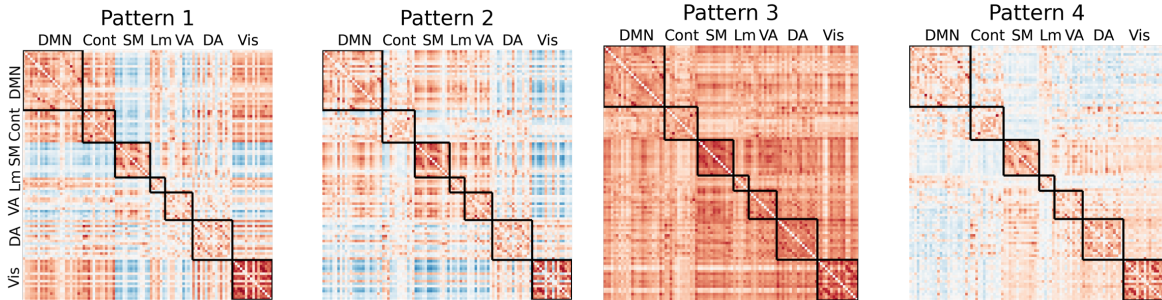 Pattern 1
DMN Cont SM Lm VA DA Vis
DMN
Cont
SM
Lm
VA
DA
Vis
Pattern 2
DMN Cont SM Lm VA DA Vis
Pattern 3
DMN Cont SM Lm VA DA Vis
Pattern 4
DMN Cont SM Lm VA DA Vis